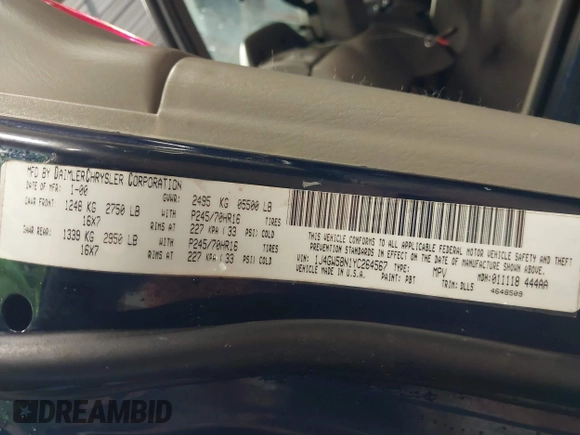 MFD BY DAIMLERCHRYSLER CORPORATION
DATE OF MFR 1-00 GVWR: 2495 KG 05500 LB
GAWR FRONT: 1248 KG 2750 LB WITH P245/70HR16 TIRES
16X7 RIMS AT 227 KPA ( 33 PSI) COLD
GAWR REAR: 1339 KG 2950 LB WITH P245/70HR16 TIRES
16X7 RIMS AT 227 KPA ( 33 PSI) COLD
THIS VEHICLE CONFORMS TO ALL APPLICABLE FEDERAL MOTOR VEHICLE SAFETY AND THEFT
PREVENTION STANDARDS IN EFFECT ON THE DATE OF MANUFACTURE SHOWN ABOVE.
VIN: 1J4GW58N1YC264567 TYPE: MPV MDH: 011118 444AA
VEHICLE MADE IN U.S.A. PAINT: PBT TRIM: DLL5 4648509
DREAMBID